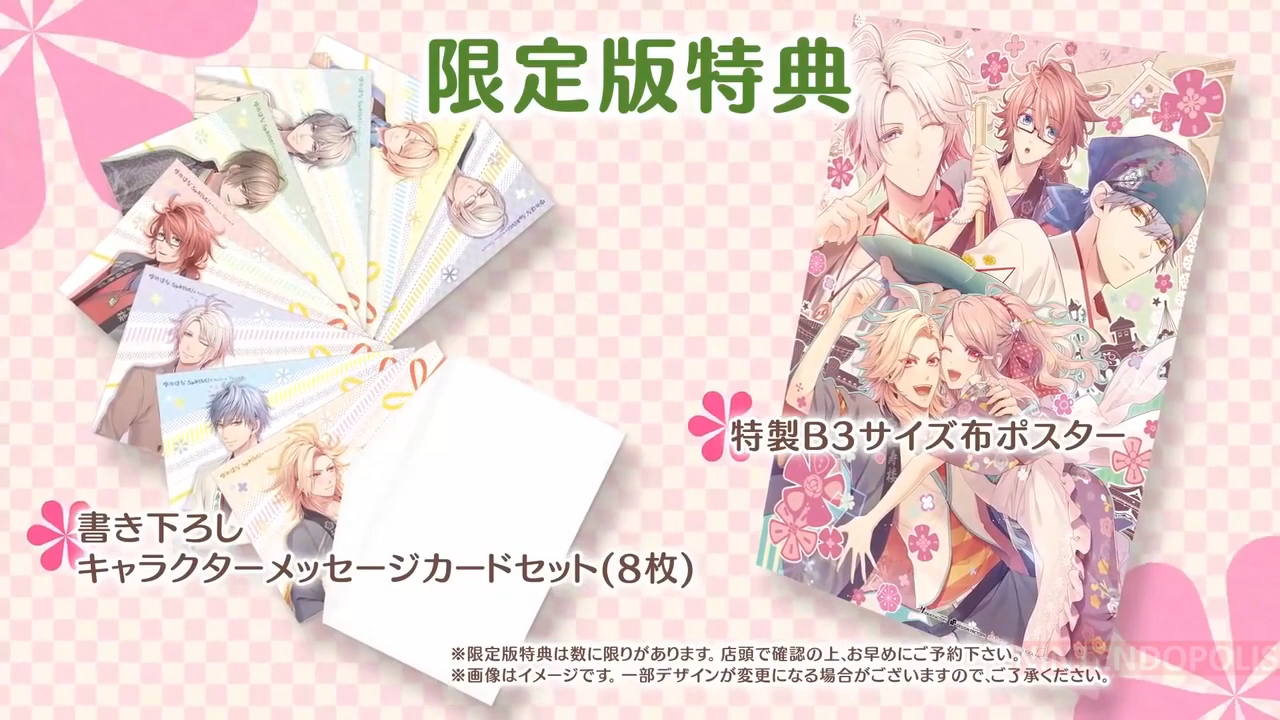 限定版特典
特製B3サイズ布ポスター
書き下ろし
キャラクターメッセージカードセット(8枚)
※限定版特典は数に限りがあります。店頭で確認の上、お早めにご予約下さい。
※画像はイメージです。一部デザインが変更になる場合がございますので、ご了承ください。